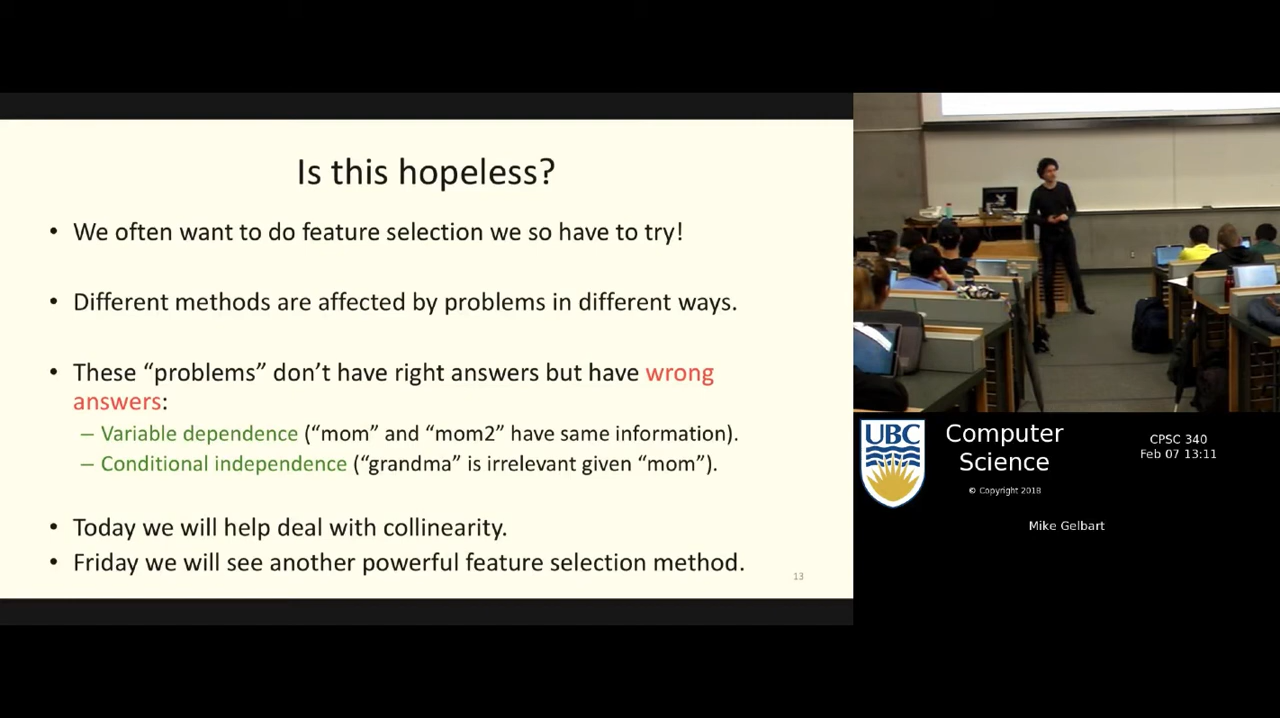 Is this hopeless?
• We often want to do feature selection we so have to try!
• Different methods are affected by problems in different ways.
• These “problems” don’t have right answers but have wrong
answers:
– Variable dependence (“mom” and “mom2” have same information).
– Conditional independence (“grandma” is irrelevant given “mom”).
• Today we will help deal with collinearity.
• Friday we will see another powerful feature selection method.
13
UBC
Computer
Science
© Copyright 2018
CPSC 340
Feb 07 13:11
Mike Gelbart